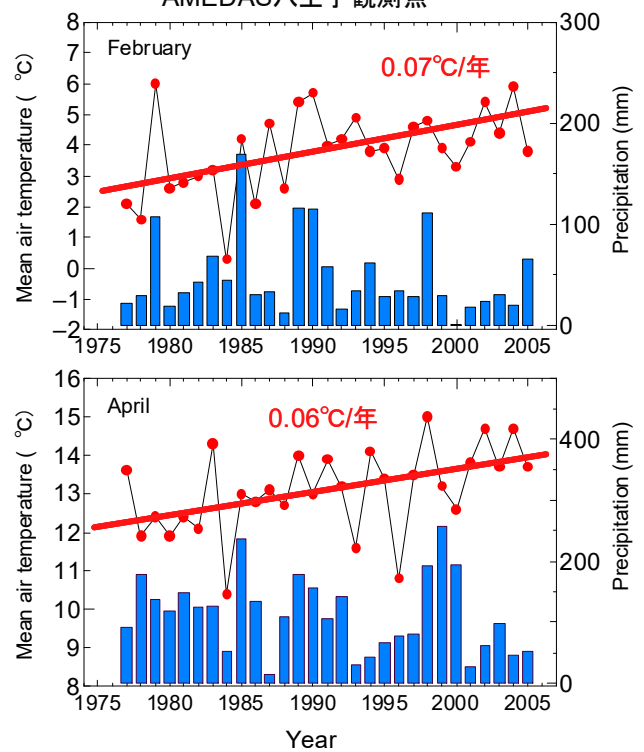 AMEDAS八王子観測点
February
0.07℃/年
Mean air temperature ( ℃)
8
7
6
5
4
3
2
1
0
−1
−2
300
200
100
0
Precipitation (mm)
1975 1980 1985 1990 1995 2000 2005
April
0.06℃/年
Mean air temperature ( ℃)
16
15
14
13
12
11
10
9
8
400
200
0
Precipitation (mm)
1975 1980 1985 1990 1995 2000 2005
Year